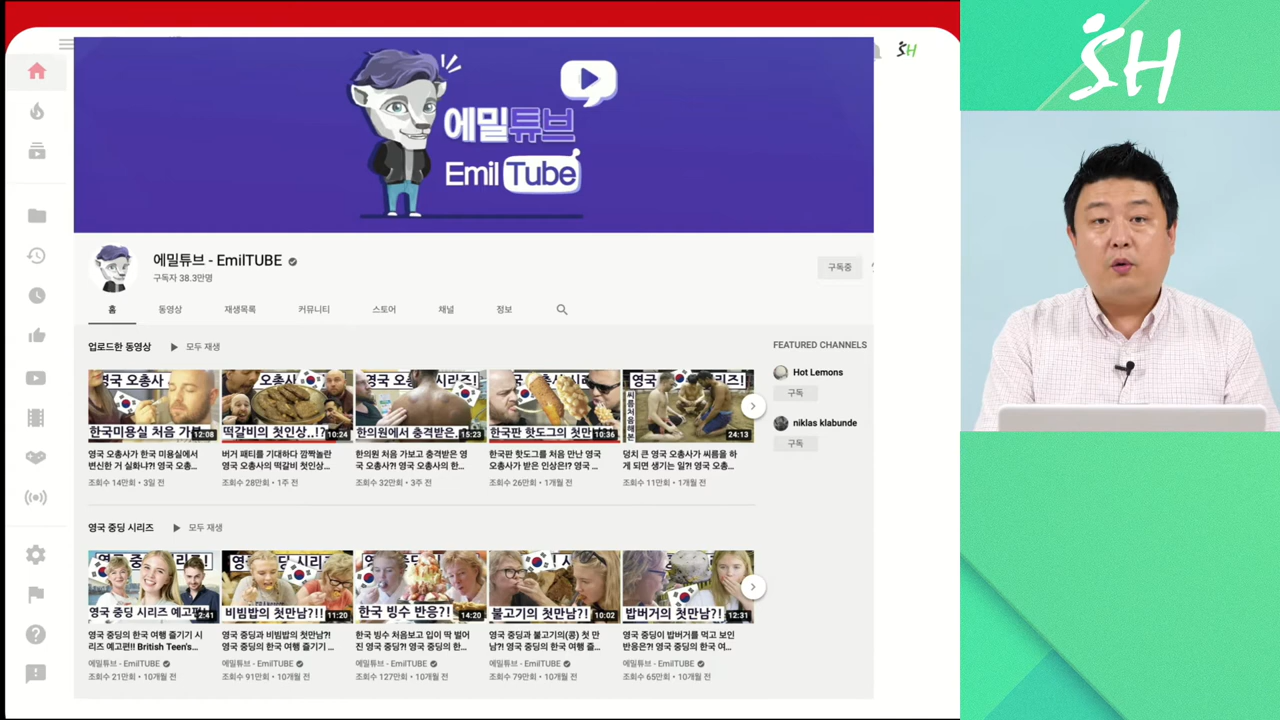 SH
SH
에밀튜브
Emil Tube
에밀튜브 - EmilTUBE
구독자 38.3만명
구독중
홈
동영상
재생목록
커뮤니티
스토어
채널
정보
업로드한 동영상
모두 재생
FEATURED CHANNELS
Hot Lemons
구독
niklas klabunde
구독
영국 오총사
한국미용실 처음
12:08
오총사
떡갈비의 첫인상..!?
10:24
영국 오 시리즈!
한의원에서 충격받은
15:23
영국 오총
한국판 핫도그의 첫만
10:36
영국 시리즈!
씨름처음해본
24:13
영국 오총사가 한국 미용실에서
변신한 거 실화냐?! 영국 오총...
조회수 14만회 • 3일 전
버거 패티를 기대하다 깜짝놀란
영국 오총사의 떡갈비 첫인상...
조회수 28만회 • 1주 전
한의원 처음 가보고 충격받은 영
국 오총사?! 영국 오총사의 한...
조회수 32만회 • 3주 전
한국판 핫도그를 처음 만난 영국
오총사가 받은 인상은!? 영국 ...
조회수 26만회 • 1개월 전
덩치 큰 영국 오총사가 씨름을 하
게 되면 생기는 일?! 영국 오총...
조회수 11만회 • 1개월 전
영국 중딩 시리즈
모두 재생
영국 중딩 시리즈 예고편!
2:41
비빔밥의 첫만남?!!
11:20
한국 빙수 반응?!
14:20
불고기의 첫만남?!
10:02
밥버거의 첫만남?!
12:31
영국 중딩의 한국 여행 즐기기 시
리즈 예고편!! British Teen's...
에밀튜브 - EmilTUBE
조회수 21만회 • 10개월 전
영국 중딩과 비빔밥의 첫만남?!
영국 중딩의 한국 여행 즐기기 ...
에밀튜브 - EmilTUBE
조회수 91만회 • 10개월 전
한국 빙수 처음보고 입이 딱 벌어
진 영국 중딩?! 영국 중딩의 한...
에밀튜브 - EmilTUBE
조회수 127만회 • 10개월 전
영국 중딩과 불고기의(콩) 첫 만
남?! 영국 중딩의 한국 여행 즐...
에밀튜브 - EmilTUBE
조회수 79만회 • 10개월 전
영국 중딩이 밥버거를 먹고 보인
반응은?! 영국 중딩의 한국 여...
에밀튜브 - EmilTUBE
조회수 65만회 • 10개월 전